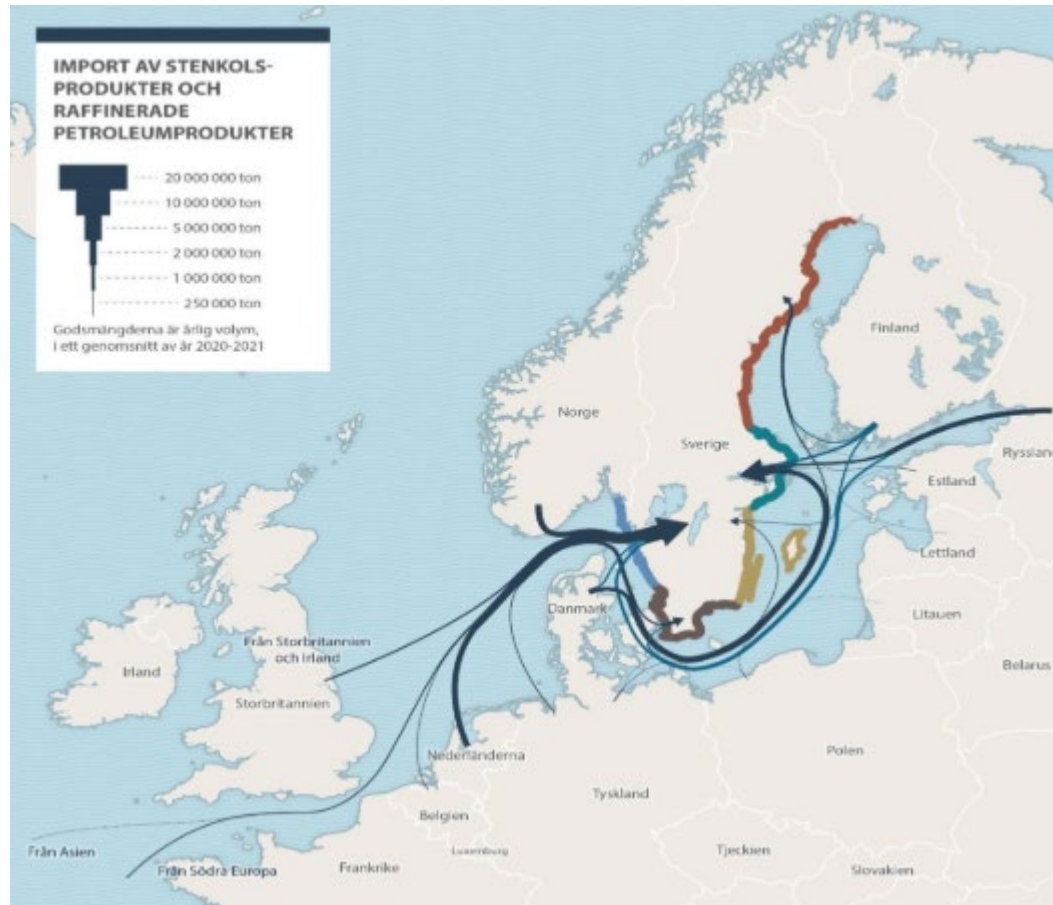 IMPORT AV STENKOLS-
PRODUKTER OCH
RAFFINERADE
PETROLEUMPRODUKTER
20 000 000 ton
10 000 000 ton
5 000 000 ton
2 000 000 ton
1 000 000 ton
250 000 ton
Godsmängderna är årlig volym,
i ett genomsnitt av år 2020-2021
Finland
Norge
Sverige
Ryssland
Estland
Lettland
Danmark
Litauen
Från Storbritannien
och Irland
Irland
Belarus
Storbritannien
Nederländerna
Polen
Tyskland
Belgien
Luxemburg
Från Asien
Från Södra Europa
Frankrike
Tjeckien
Slovakien